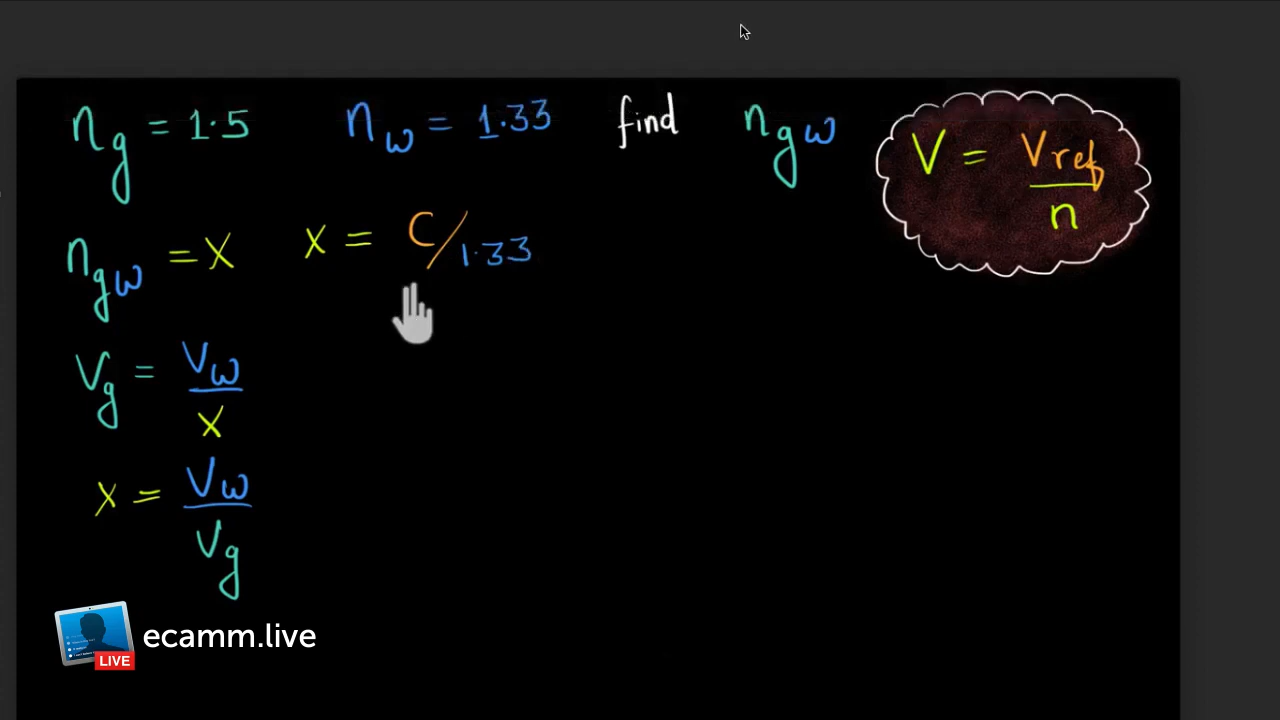 n_g = 1.5 n_w = 1.33 find n_gw
V = V_ref / n
n_gw = x x = C/1.33
V_g = V_w / x
x = V_w / V_g
LIVE ecamm.live